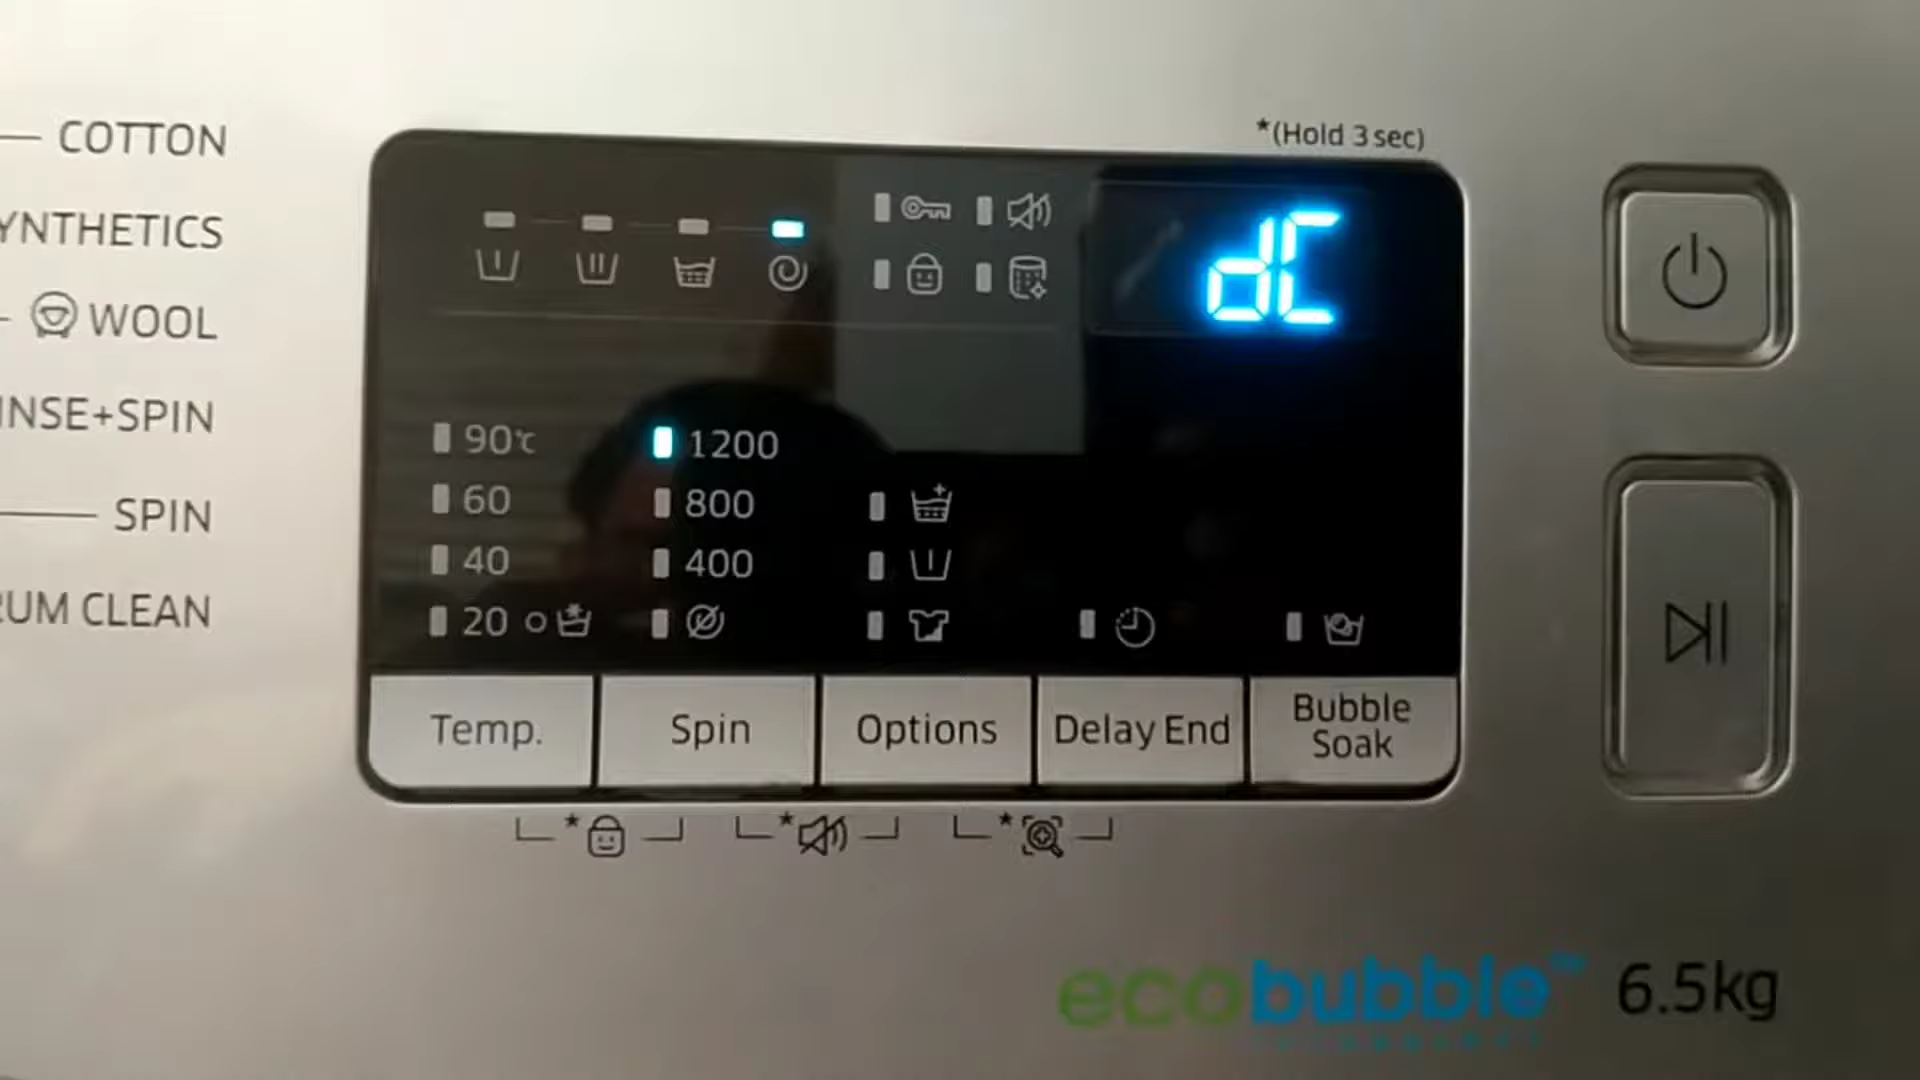 COTTON
YNTHETICS
WOOL
INSE+SPIN
SPIN
UM CLEAN
*(Hold 3 sec)
dC
90℃
60
40
20
1200
800
400
Temp.
Spin
Options
Delay End
Bubble
Soak
ecobubble™ 6.5kg